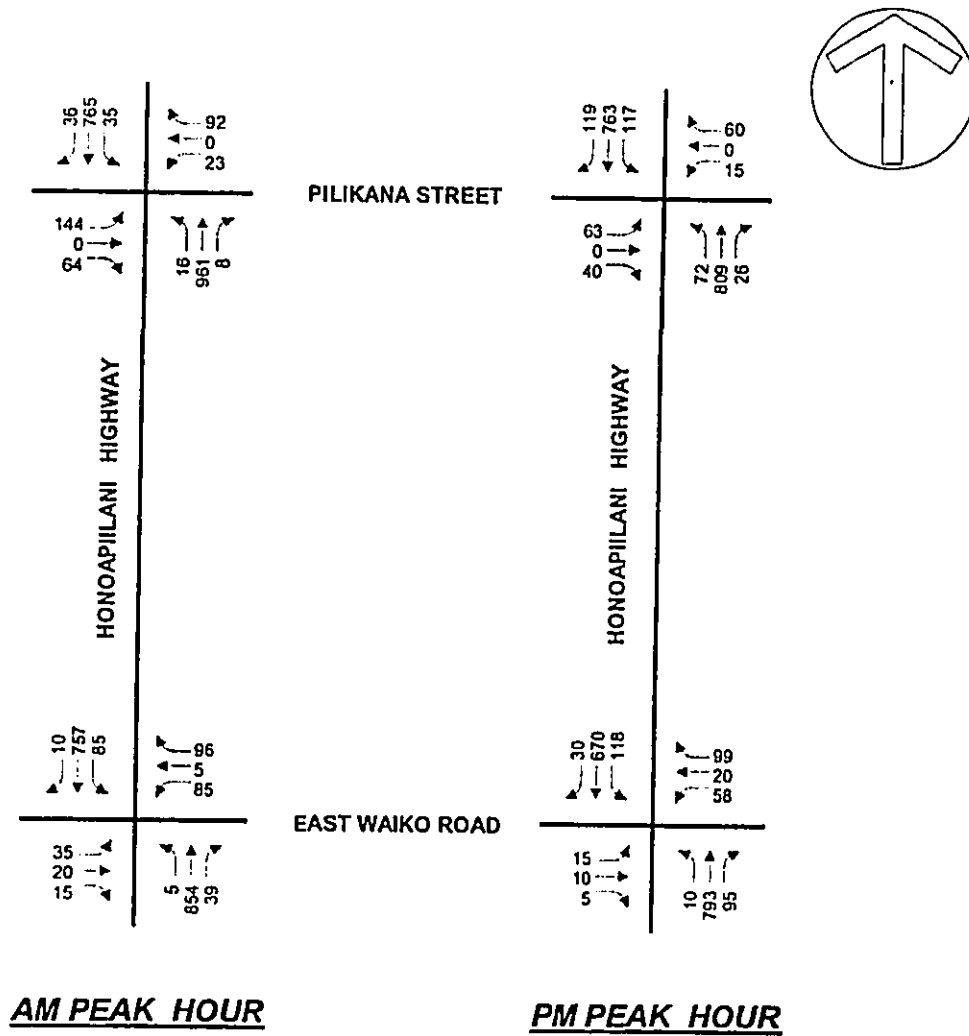 36 765 35
92
0
23
119 763 117
60
0
15
PILIKANA STREET
144
0
64
16 961 8
63
0
40
72 809 26
HONOAPIILANI HIGHWAY
HONOAPIILANI HIGHWAY
10 757 85
96
5
85
30 670 118
99
20
58
EAST WAIKO ROAD
35
20
15
5 854 39
15
10
5
10 793 95
AM PEAK HOUR
PM PEAK HOUR